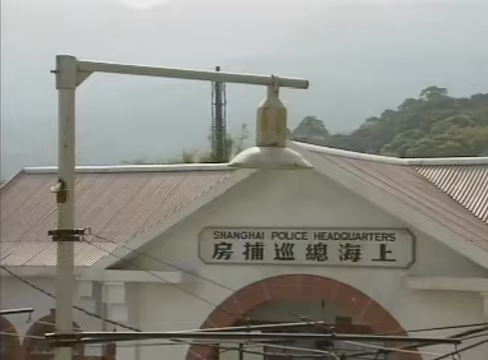 SHANGHAI POLICE HEADQUARTERS
房捕巡總海上